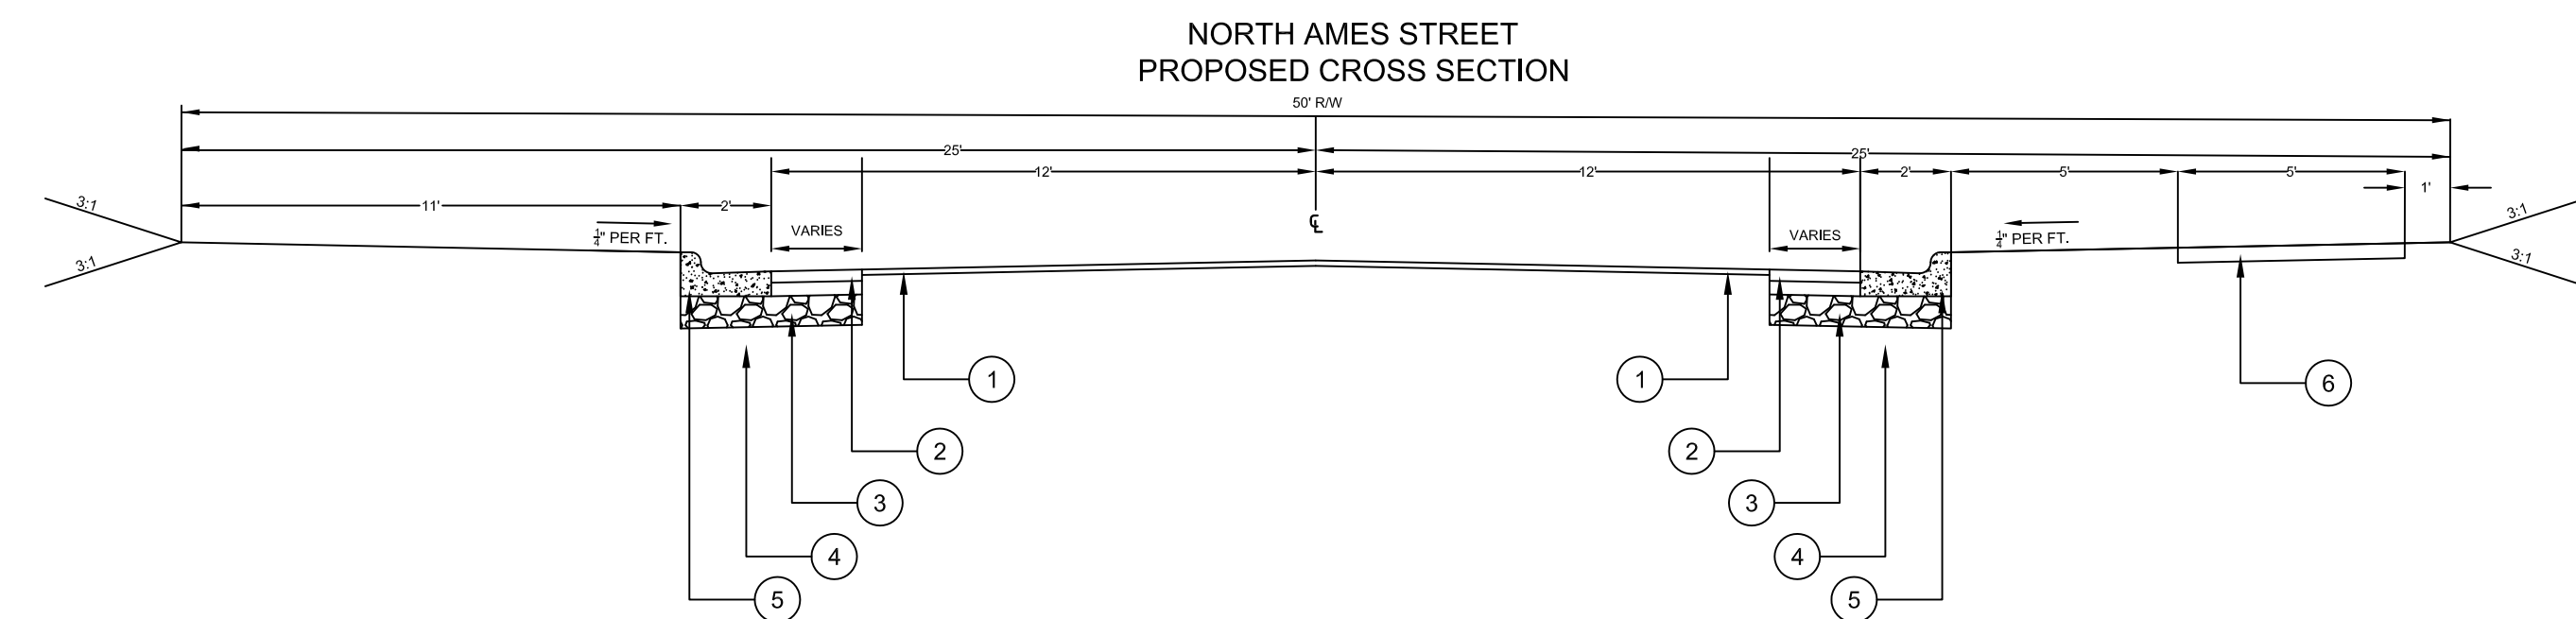 NORTH AMES STREET
PROPOSED CROSS SECTION
50' R/W
25' 25'
12' 12' 2' 5' 5' 1'
11' 2'
3:1 3:1
VARIES VARIES
1/4" PER FT. ℄ 1/4" PER FT.
3:1 3:1
1 1 6
2 2
3 3
4 4
5 5